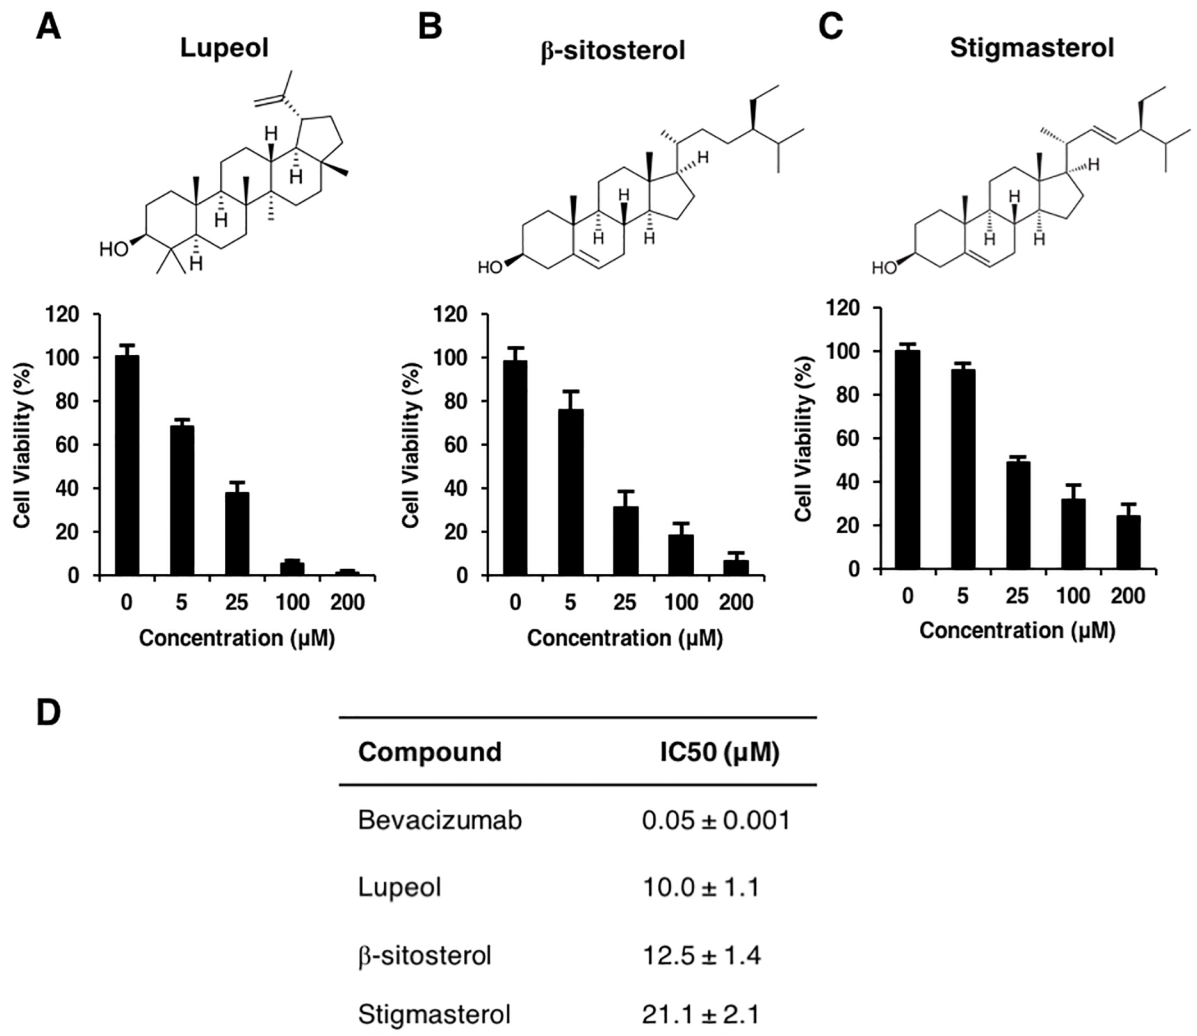 A
Lupeol
H
H
H
HO
H
120
100
80
60
40
20
0
Cell Viability (%)
0 5 25 100 200
Concentration (µM)
B
β-sitosterol
H
H
H
H
HO
120
100
80
60
40
20
0
Cell Viability (%)
0 5 25 100 200
Concentration (µM)
C
Stigmasterol
H
H
H
H
HO
120
100
80
60
40
20
0
Cell Viability (%)
0 5 25 100 200
Concentration (µM)
D
Compound IC50 (µM)
Bevacizumab 0.05 ± 0.001
Lupeol 10.0 ± 1.1
β-sitosterol 12.5 ± 1.4
Stigmasterol 21.1 ± 2.1